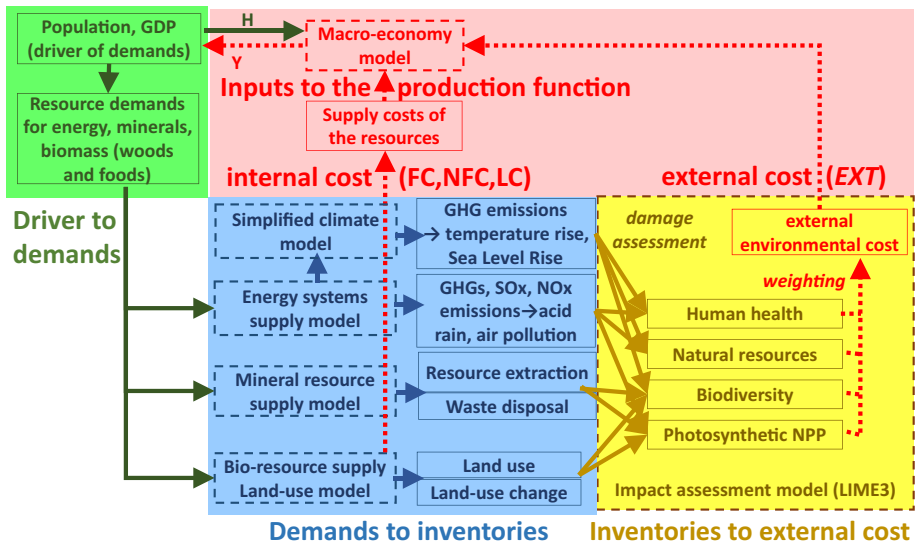 Population, GDP
(driver of demands)
H
Y
Macro-economy
model
Resource demands
for energy, minerals,
biomass (woods
and foods)
Inputs to the production function
Supply costs of
the resources
internal cost (FC,NFC,LC)
external cost (EXT)
Driver to
demands
Simplified climate
model
GHG emissions
→ temperature rise,
Sea Level Rise
damage
assessment
external
environmental cost
weighting
Energy systems
supply model
GHGs, SOx, NOx
emissions→acid
rain, air pollution
Human health
Natural resources
Mineral resource
supply model
Resource extraction
Waste disposal
Biodiversity
Photosynthetic NPP
Bio-resource supply
Land-use model
Land use
Land-use change
Impact assessment model (LIME3)
Demands to inventories
Inventories to external cost